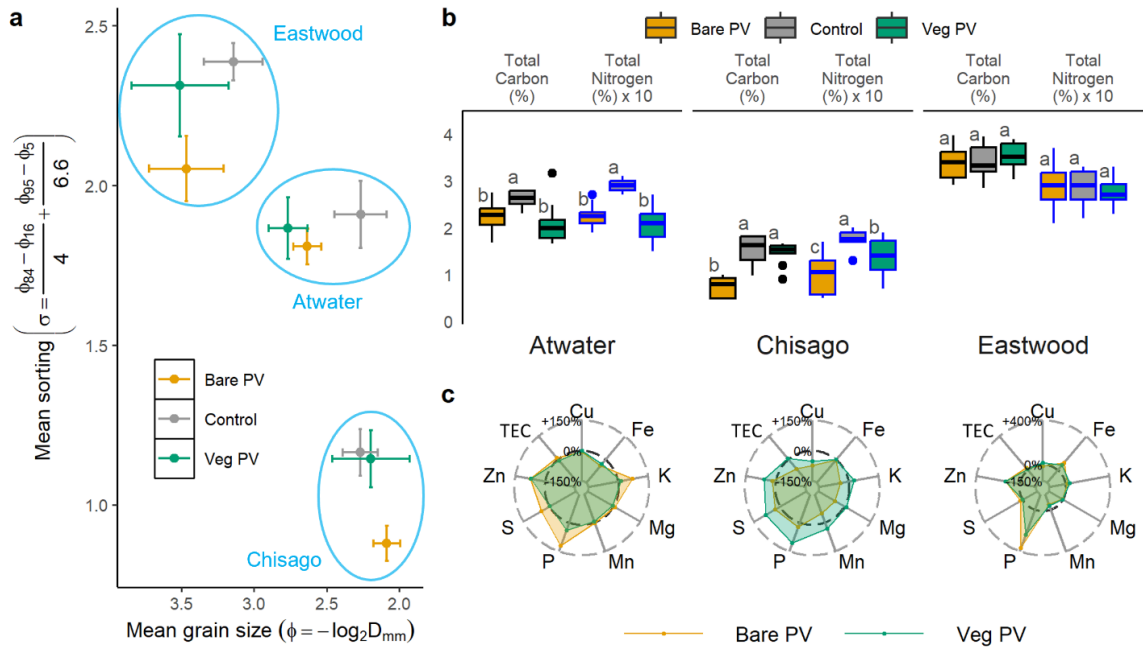 a
2.5
2.0
1.5
1.0
Mean sorting (σ = (ϕ84 − ϕ16)/4 + (ϕ95 − ϕ5)/6.6)
Eastwood
Atwater
Chisago
Bare PV
Control
Veg PV
3.5
3.0
2.5
2.0
Mean grain size (ϕ = −log₂Dmm)
b
Bare PV Control Veg PV
Total Carbon (%)
Total Nitrogen (%) x 10
Total Carbon (%)
Total Nitrogen (%) x 10
Total Carbon (%)
Total Nitrogen (%) x 10
4
3
2
1
0
b a b b a b
b a a c a b
a a a a a a
Atwater Chisago Eastwood
c
+150%
0%
-150%
Cu
Fe
K
Mg
Mn
P
S
Zn
TEC
+150%
0%
-150%
Cu
Fe
K
Mg
Mn
P
S
Zn
TEC
+400%
0%
-150%
Cu
Fe
K
Mg
Mn
P
S
Zn
TEC
Bare PV Veg PV